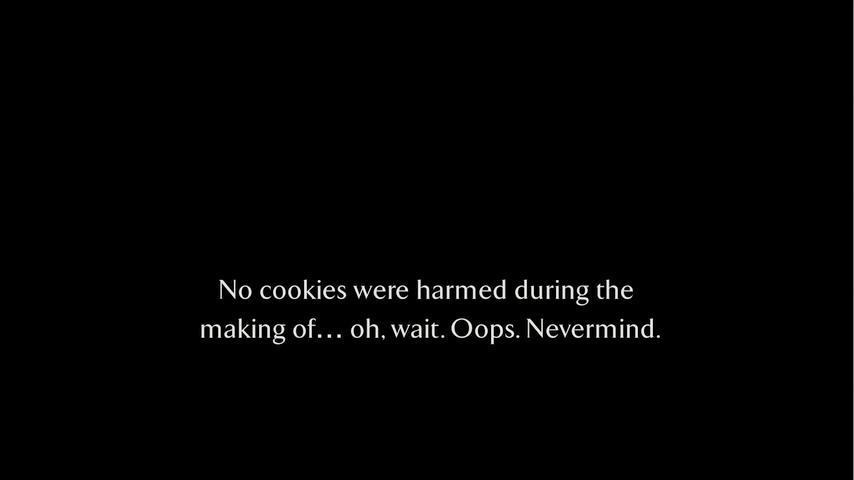 No cookies were harmed during the
making of... oh, wait. Oops. Nevermind.